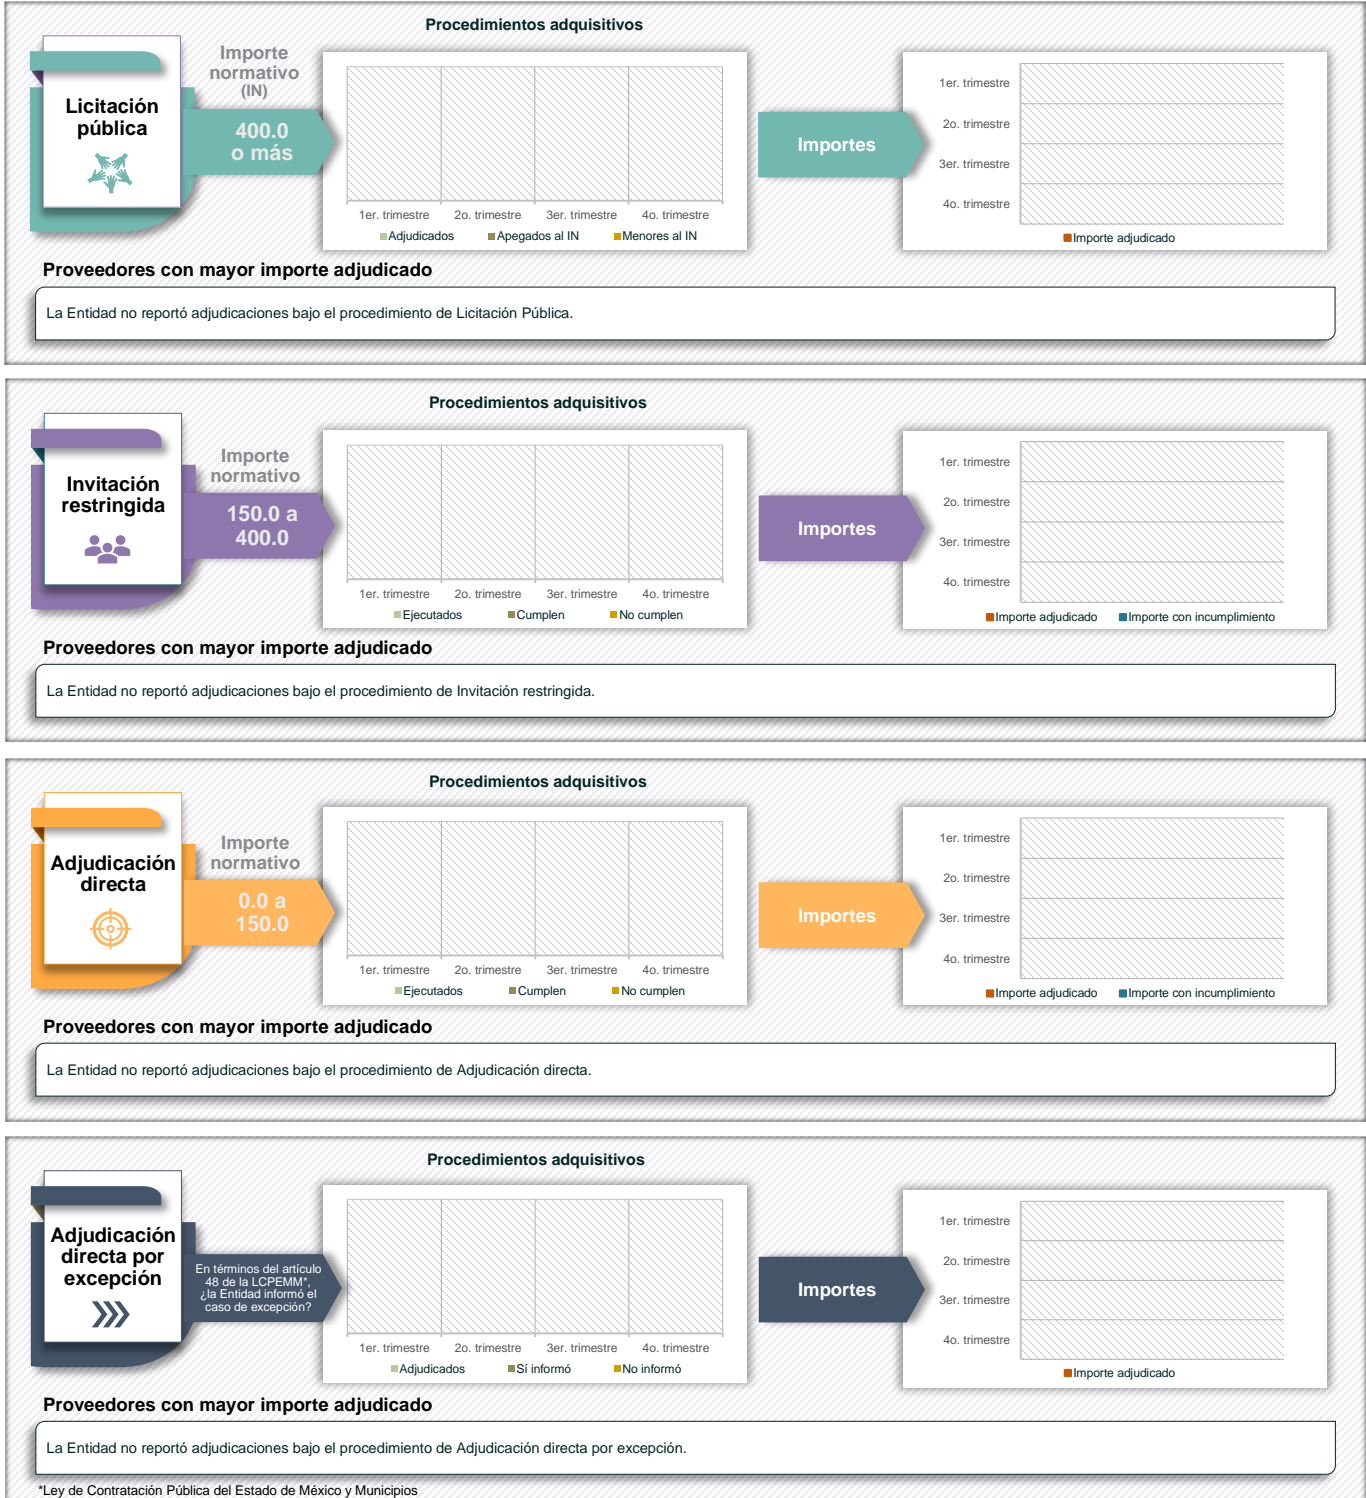 Procedimientos adquisitivos
Licitación
pública
Importe
normativo
(IN)
400.0
o más
1er. trimestre 2o. trimestre 3er. trimestre 4o. trimestre
Adjudicados Apegados al IN Menores al IN
Importes
1er. trimestre
2o. trimestre
3er. trimestre
4o. trimestre
Importe adjudicado
Proveedores con mayor importe adjudicado
La Entidad no reportó adjudicaciones bajo el procedimiento de Licitación Pública.
Procedimientos adquisitivos
Invitación
restringida
Importe
normativo
150.0 a
400.0
1er. trimestre 2o. trimestre 3er. trimestre 4o. trimestre
Ejecutados Cumplen No cumplen
Importes
1er. trimestre
2o. trimestre
3er. trimestre
4o. trimestre
Importe adjudicado Importe con incumplimiento
Proveedores con mayor importe adjudicado
La Entidad no reportó adjudicaciones bajo el procedimiento de Invitación restringida.
Procedimientos adquisitivos
Adjudicación
directa
Importe
normativo
0.0 a
150.0
1er. trimestre 2o. trimestre 3er. trimestre 4o. trimestre
Ejecutados Cumplen No cumplen
Importes
1er. trimestre
2o. trimestre
3er. trimestre
4o. trimestre
Importe adjudicado Importe con incumplimiento
Proveedores con mayor importe adjudicado
La Entidad no reportó adjudicaciones bajo el procedimiento de Adjudicación directa.
Procedimientos adquisitivos
Adjudicación
directa por
excepción
En términos del artículo
48 de la LCPEMM*,
¿la Entidad informó el
caso de excepción?
1er. trimestre 2o. trimestre 3er. trimestre 4o. trimestre
Adjudicados Sí informó No informó
Importes
1er. trimestre
2o. trimestre
3er. trimestre
4o. trimestre
Importe adjudicado
Proveedores con mayor importe adjudicado
La Entidad no reportó adjudicaciones bajo el procedimiento de Adjudicación directa por excepción.
*Ley de Contratación Pública del Estado de México y Municipios